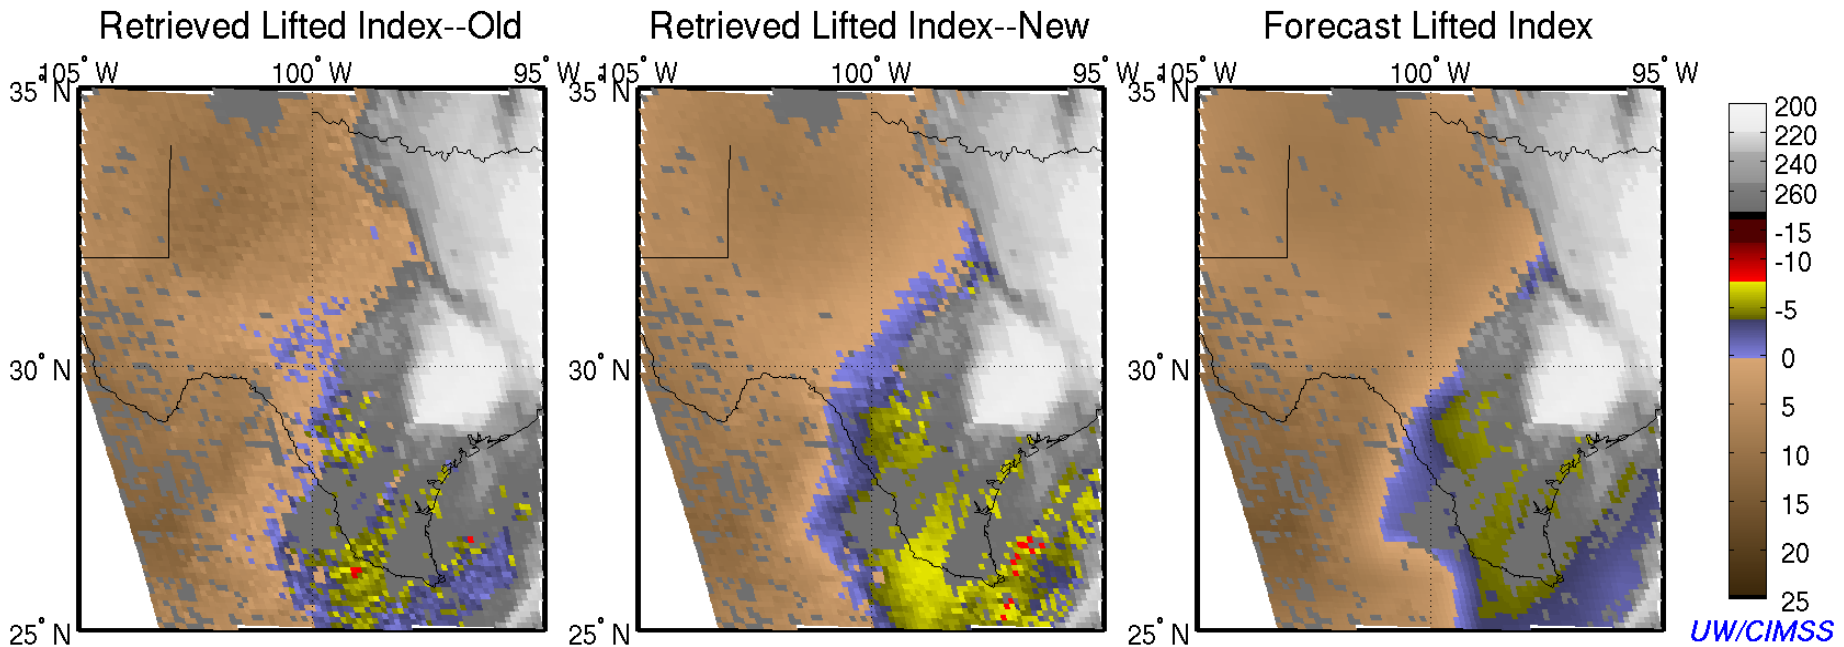 Retrieved Lifted Index--Old Retrieved Lifted Index--New Forecast Lifted Index
105° W 100° W 95° W 105° W 100° W 95° W 105° W 100° W 95° W
35° N 35° N 35° N
200
220
240
260
-15
-10
-5
0
30° N 30° N 30° N
5
10
15
20
25
25° N 25° N 25° N
UW/CIMSS